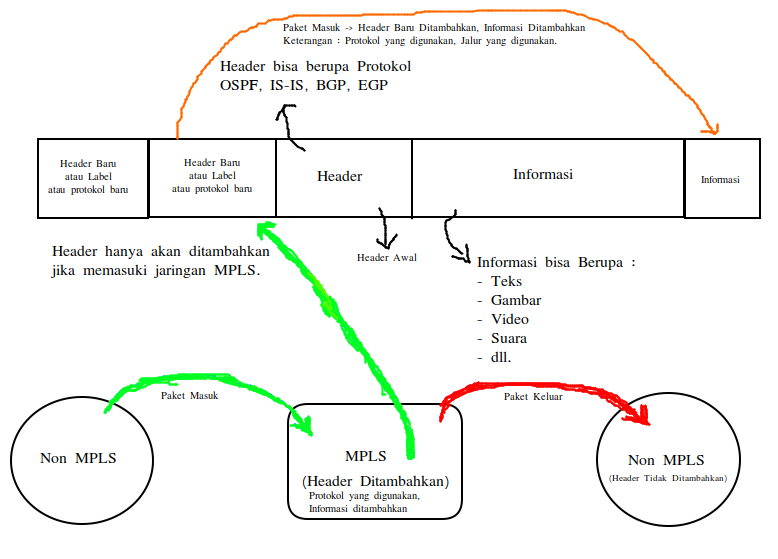 Paket Masuk -> Header Baru Ditambahkan, Informasi Ditambahkan
Keterangan : Protokol yang digunakan, Jalur yang digunakan.
Header bisa berupa Protokol
OSPF, IS-IS, BGP, EGP
Header Baru
atau Label
atau protokol baru
Header Baru
atau Label
atau protokol baru
Header
Informasi
Informasi
Header hanya akan ditambahkan
jika memasuki jaringan MPLS.
Header Awal
Informasi bisa Berupa :
- Teks
- Gambar
- Video
- Suara
- dll.
Paket Masuk
Paket Keluar
Non MPLS
MPLS
(Header Ditambahkan)
Protokol yang digunakan,
Informasi ditambahkan
Non MPLS
(Header Tidak Ditambahkan)